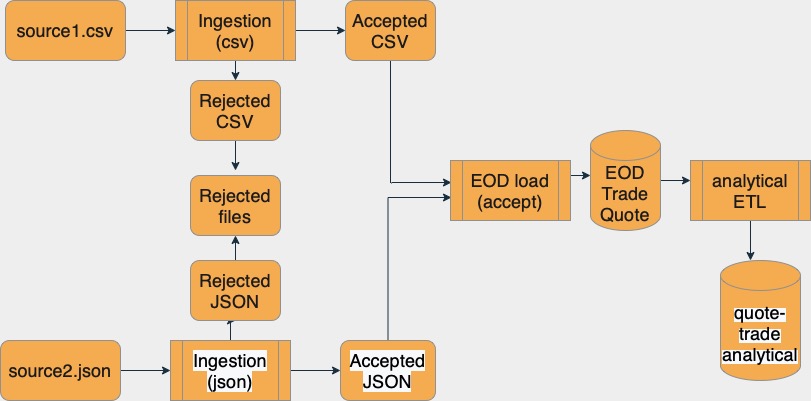 source1.csv
Ingestion
(csv)
Accepted
CSV
Rejected
CSV
Rejected
files
Rejected
JSON
source2.json
Ingestion
(json)
Accepted
JSON
EOD load
(accept)
EOD
Trade
Quote
analytical
ETL
quote-
trade
analytical